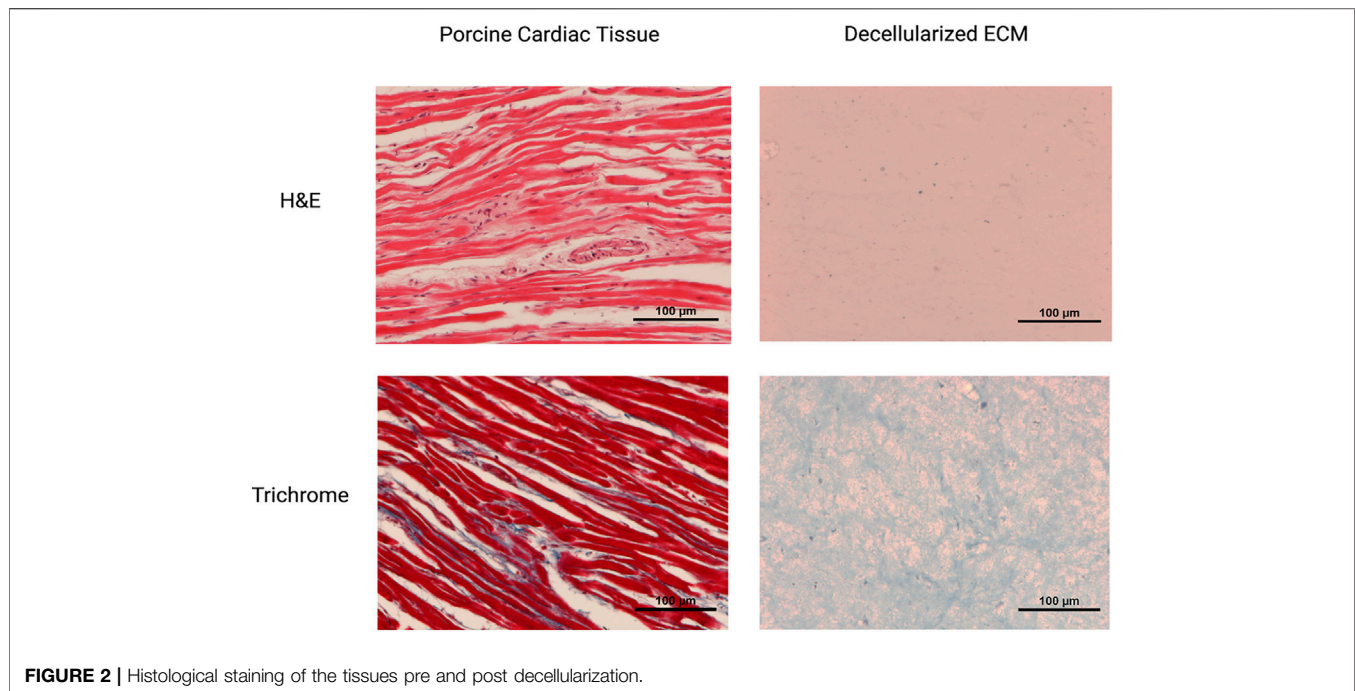 Porcine Cardiac Tissue
Decellularized ECM
H&E
100 µm
100 µm
Trichrome
100 µm
100 µm
FIGURE 2 | Histological staining of the tissues pre and post decellularization.